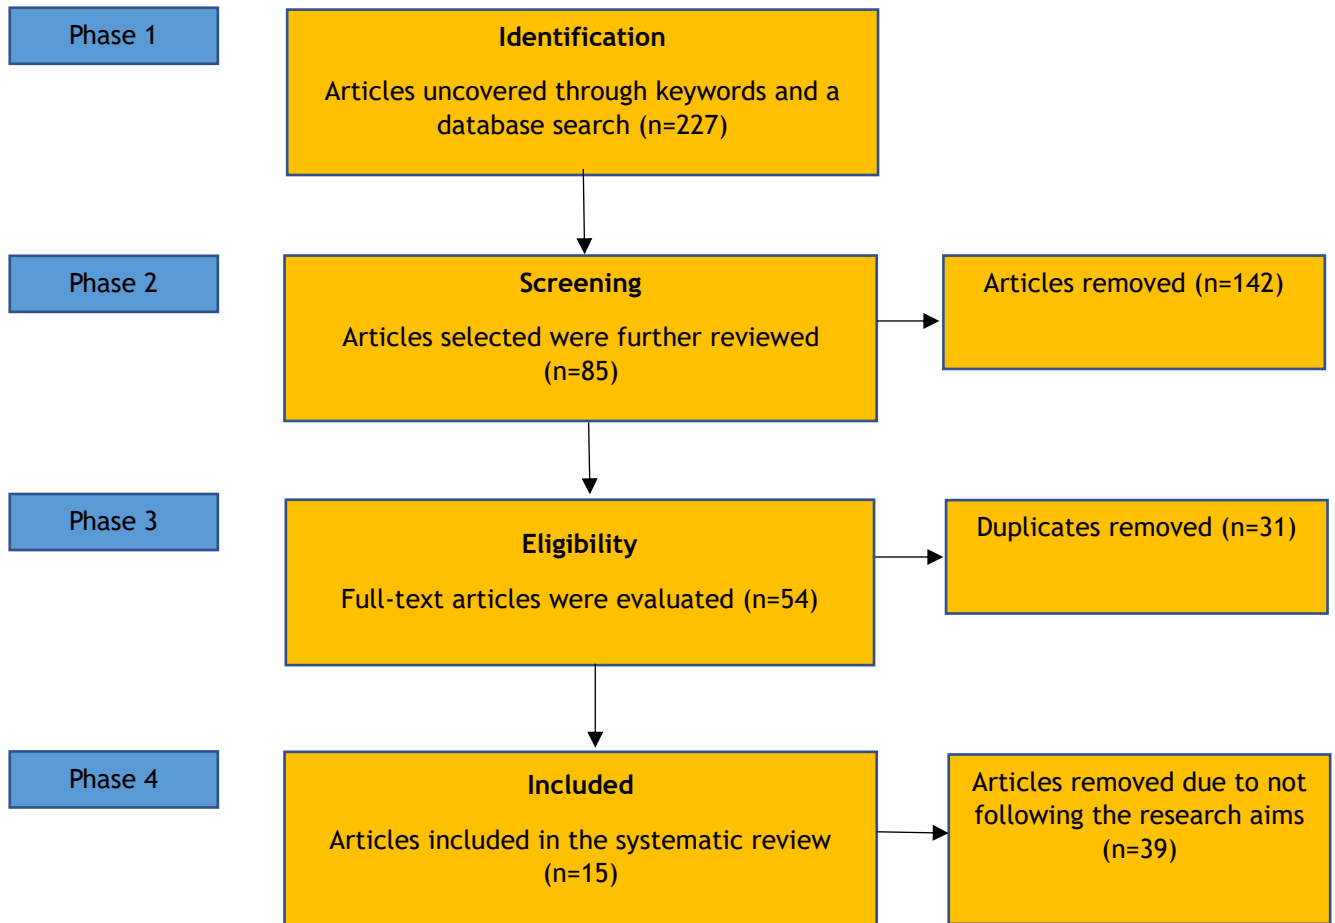 Phase 1
Identification
Articles uncovered through keywords and a
database search (n=227)
Phase 2
Screening
Articles selected were further reviewed
(n=85)
Articles removed (n=142)
Phase 3
Eligibility
Full-text articles were evaluated (n=54)
Duplicates removed (n=31)
Phase 4
Included
Articles included in the systematic review
(n=15)
Articles removed due to not
following the research aims
(n=39)